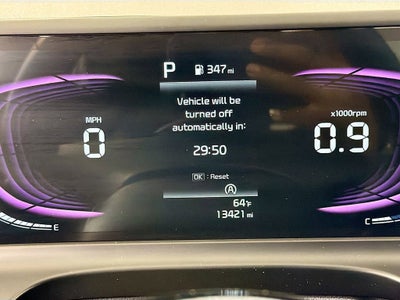 P 347 mi
Vehicle will be
turned off
automatically in:
29:50
OK : Reset
A
64°F
13421 mi
MPH
0
x1000rpm
0.9
E
C